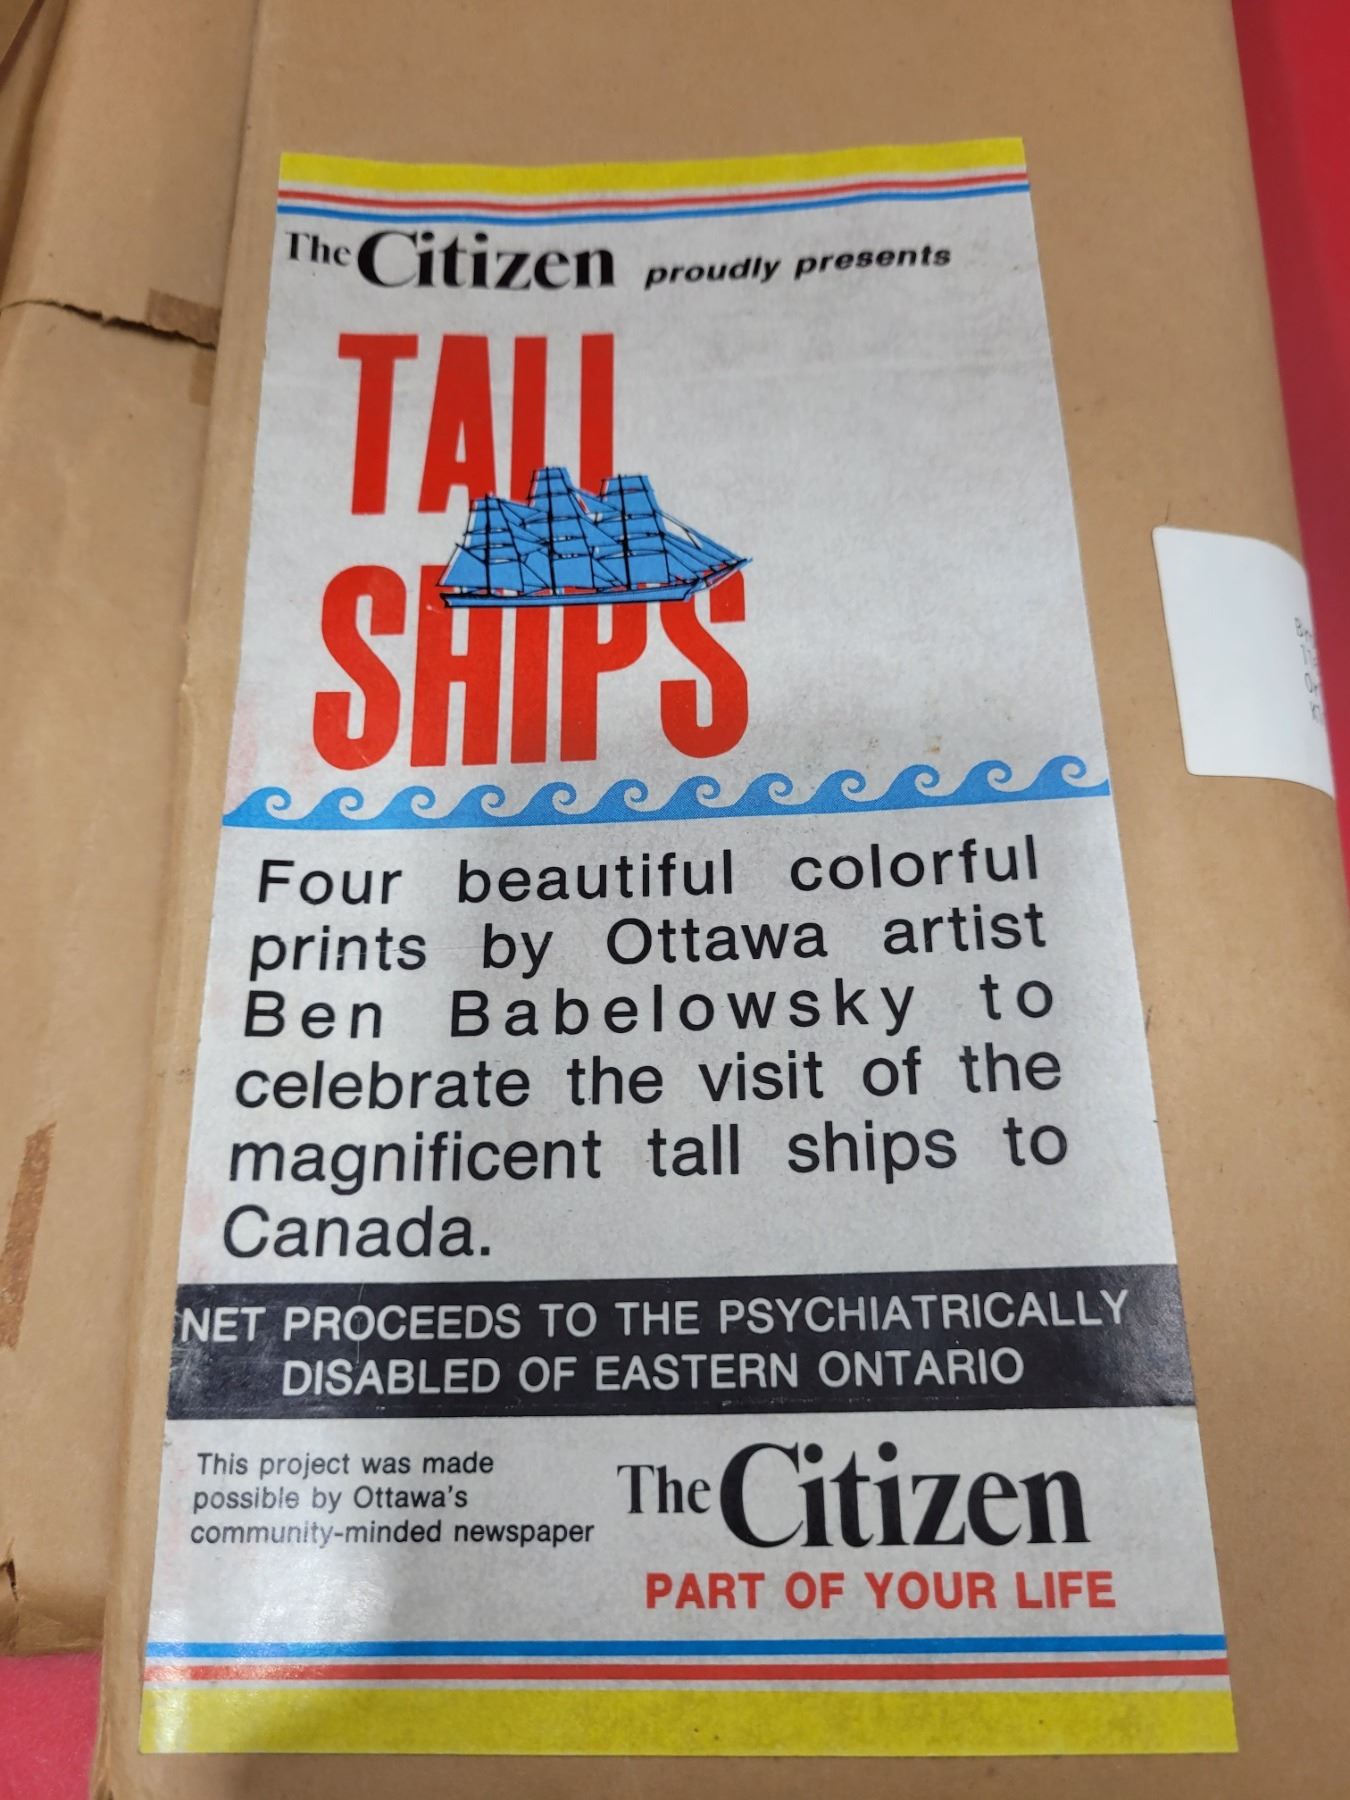 The Citizen proudly presents
TALL
SHIPS
Four beautiful colorful
prints by Ottawa artist
Ben Babelowsky to
celebrate the visit of the
magnificent tall ships to
Canada.
NET PROCEEDS TO THE PSYCHIATRICALLY
DISABLED OF EASTERN ONTARIO
This project was made
possible by Ottawa's
community-minded newspaper
The Citizen
PART OF YOUR LIFE